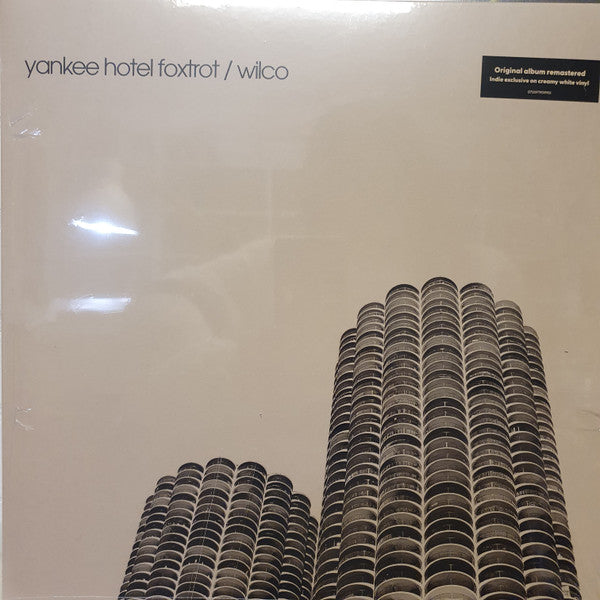 yankee hotel foxtrot / wilco
Original album remastered
Indie exclusive on creamy white vinyl